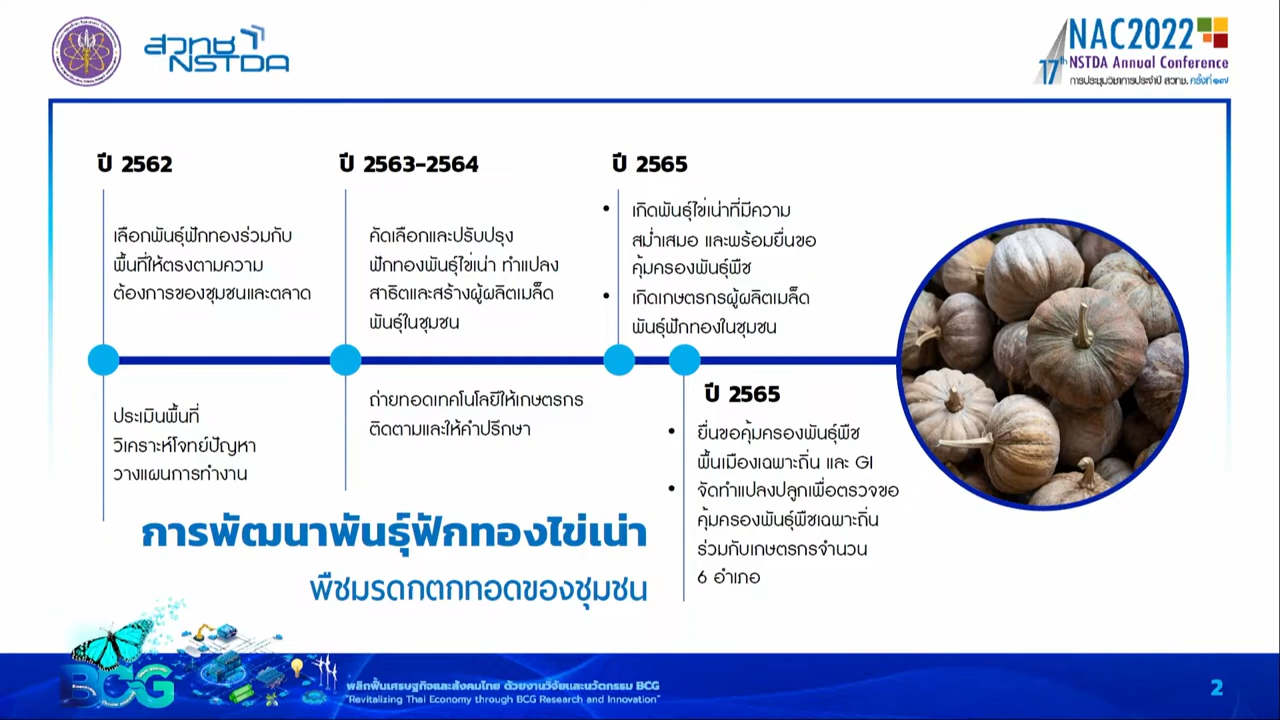 สวทช
NSTDA
NAC2022
17th NSTDA Annual Conference
การประชุมวิชาการประจำปี สวทช. ครั้งที่ ๑๗
ปี 2562
เลือกพันธุ์ฟักทองร่วมกับ
พื้นที่ให้ตรงตามความ
ต้องการของชุมชนและตลาด
ประเมินพื้นที่
วิเคราะห์โจทย์ปัญหา
วางแผนการทำงาน
ปี 2563-2564
คัดเลือกและปรับปรุง
ฟักทองพันธุ์ไข่เน่า ทำแปลง
สาธิตและสร้างผู้ผลิตเมล็ด
พันธุ์ในชุมชน
ถ่ายทอดเทคโนโลยีให้เกษตรกร
ติดตามและให้คำปรึกษา
ปี 2565
• เกิดพันธุ์ไข่เน่าที่มีความ
สม่ำเสมอ และพร้อมยื่นขอ
คุ้มครองพันธุ์พืช
• เกิดเกษตรกรผู้ผลิตเมล็ด
พันธุ์ฟักทองในชุมชน
ปี 2565
• ยื่นขอคุ้มครองพันธุ์พืช
พื้นเมืองเฉพาะถิ่น และ GI
• จัดทำแปลงปลูกเพื่อตรวจขอ
คุ้มครองพันธุ์พืชเฉพาะถิ่น
ร่วมกับเกษตรกรจำนวน
6 อำเภอ
การพัฒนาพันธุ์ฟักทองไข่เน่า
พืชมรดกตกทอดของชุมชน
BCG
พลิกฟื้นเศรษฐกิจและสังคมไทย ด้วยงานวิจัยและนวัตกรรม BCG
"Revitalizing Thai Economy through BCG Research and Innovation"
2